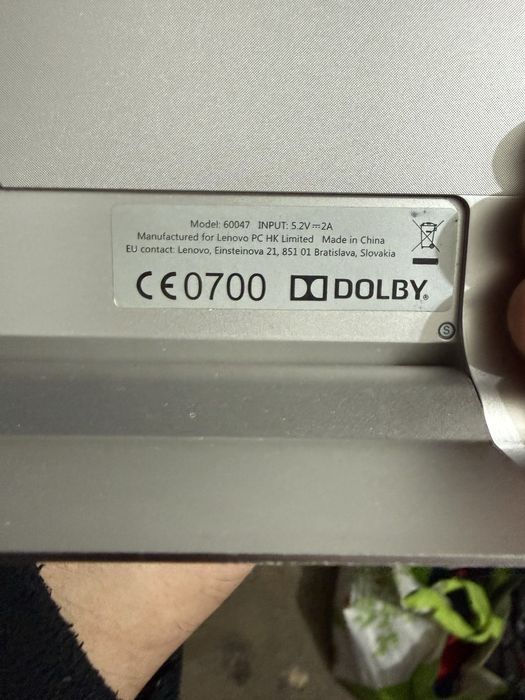 Model: 60047 INPUT: 5.2V⎓2A
Manufactured for Lenovo PC HK Limited Made in China
EU contact: Lenovo, Einsteinova 21, 851 01 Bratislava, Slovakia
CE0700 DOLBY®
S